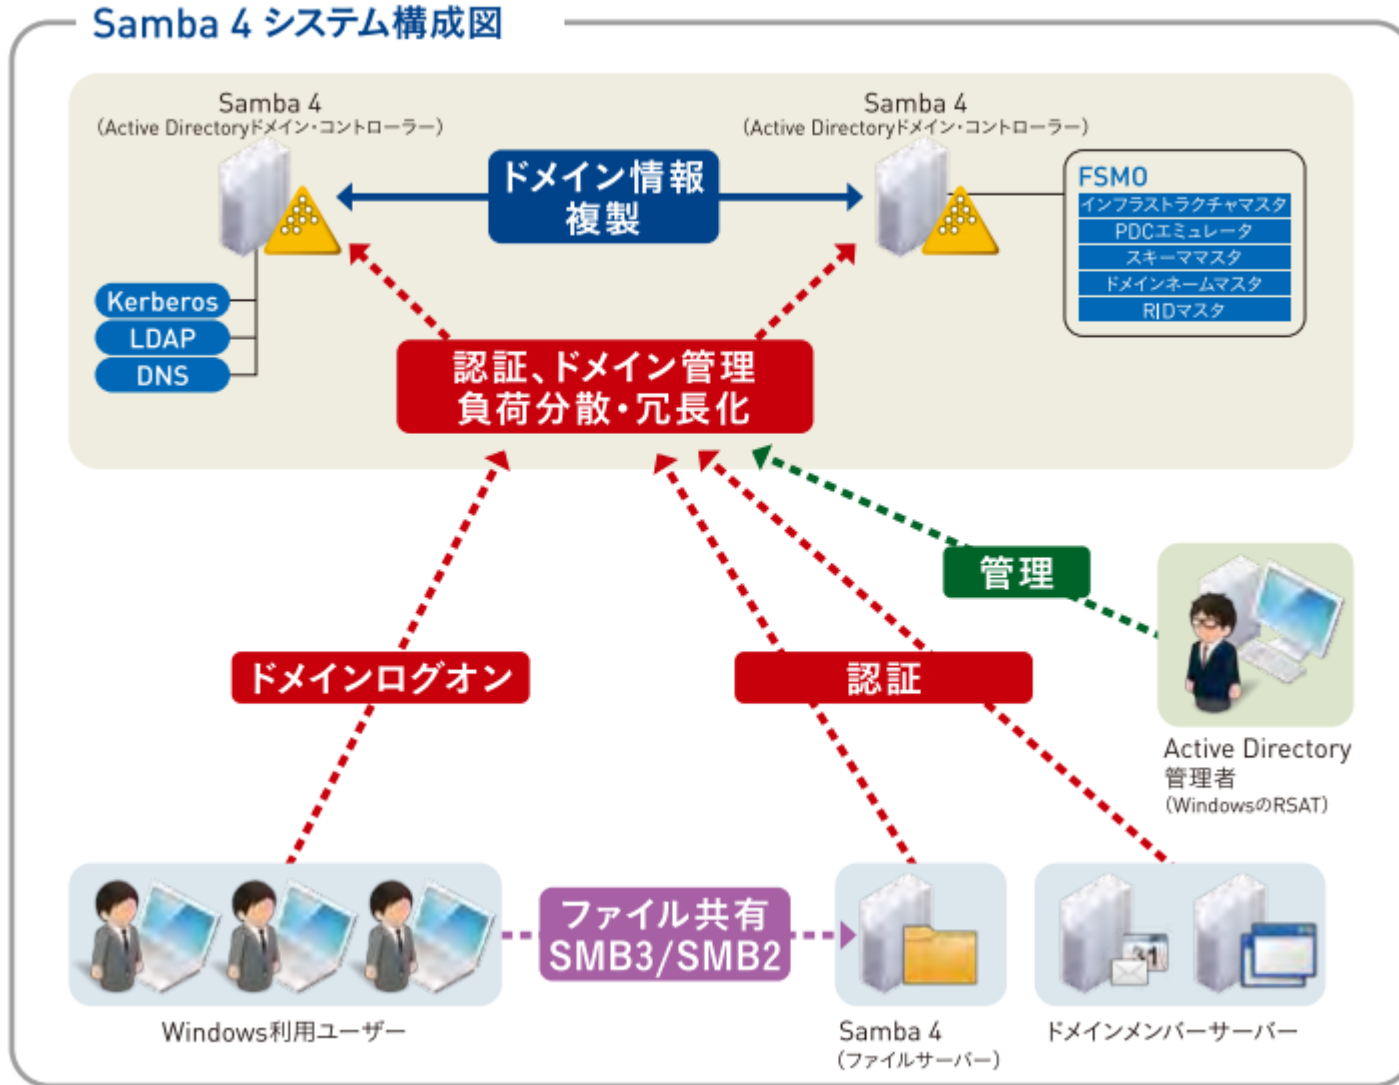 Samba 4 システム構成図
Samba 4
（Active Directoryドメイン・コントローラー）
Samba 4
（Active Directoryドメイン・コントローラー）
ドメイン情報
複製
FSMO
インフラストラクチャマスタ
PDCエミュレータ
スキーママスタ
ドメインネームマスタ
RIDマスタ
Kerberos
LDAP
DNS
認証、ドメイン管理
負荷分散・冗長化
管理
ドメインログオン
認証
Active Directory
管理者
（WindowsのRSAT）
ファイル共有
SMB3/SMB2
31
Windows利用ユーザー
Samba 4
（ファイルサーバー）
ドメインメンバーサーバー